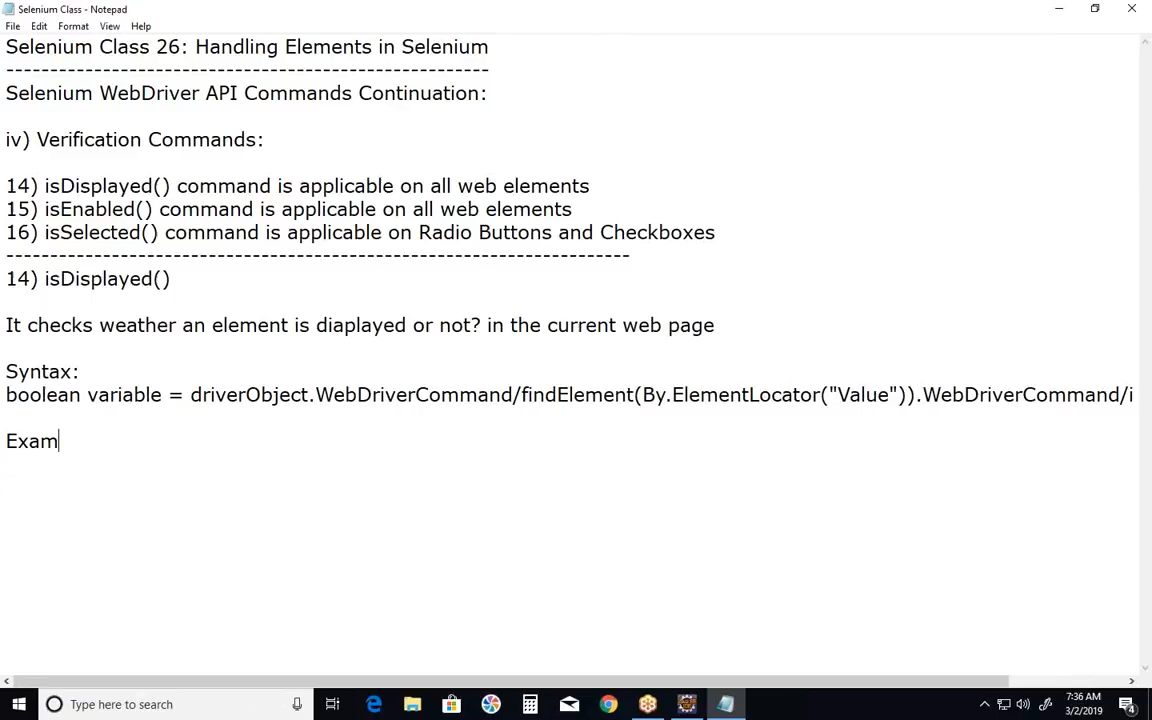 Selenium Class - Notepad
File Edit Format View Help
Selenium Class 26: Handling Elements in Selenium
-------------------------------------------------------
Selenium WebDriver API Commands Continuation:
iv) Verification Commands:
14) isDisplayed() command is applicable on all web elements
15) isEnabled() command is applicable on all web elements
16) isSelected() command is applicable on Radio Buttons and Checkboxes
-----------------------------------------------------------------------
14) isDisplayed()
It checks weather an element is diaplayed or not? in the current web page
Syntax:
boolean variable = driverObject.WebDriverCommand/findElement(By.ElementLocator("Value")).WebDriverCommand/i
Exam
Type here to search
7:36 AM
3/2/2019
4